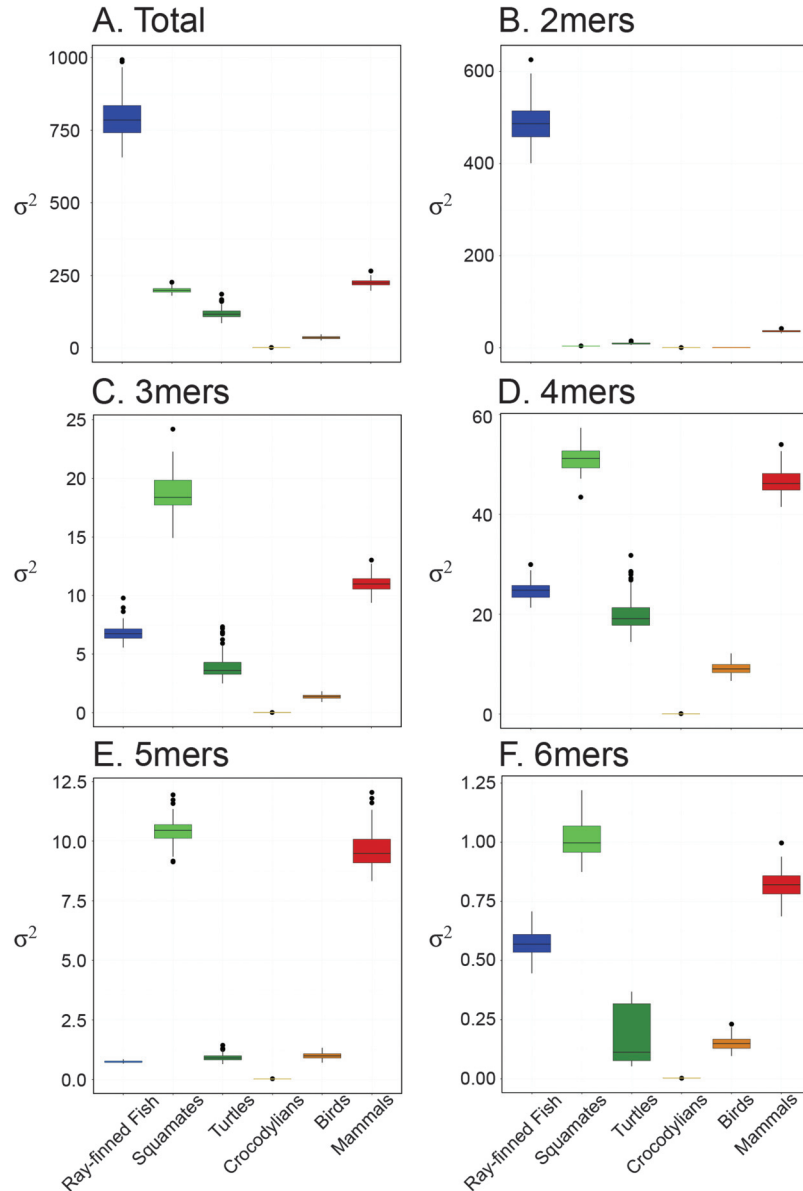 A. Total
1000
750
500
250
0
σ²
B. 2mers
600
400
200
0
σ²
C. 3mers
25
20
15
10
5
0
σ²
D. 4mers
60
40
20
0
σ²
E. 5mers
12.5
10.0
7.5
5.0
2.5
0.0
σ²
Ray-finned Fish
Squamates
Turtles
Crocodylians
Birds
Mammals
F. 6mers
1.25
1.00
0.75
0.50
0.25
0.00
σ²
Ray-finned Fish
Squamates
Turtles
Crocodylians
Birds
Mammals